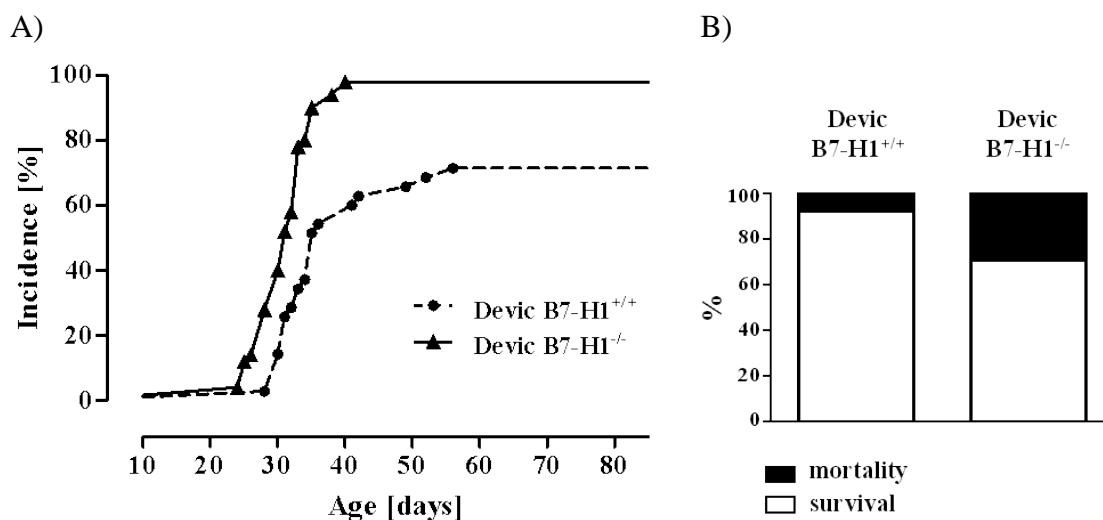 A)
100
80
60
40
20
0
Incidence [%]
Devic B7-H1+/+
Devic B7-H1-/-
10 20 30 40 50 60 70 80
Age [days]
B)
Devic Devic
B7-H1+/+ B7-H1-/-
100
80
60
40
20
0
%
mortality
survival